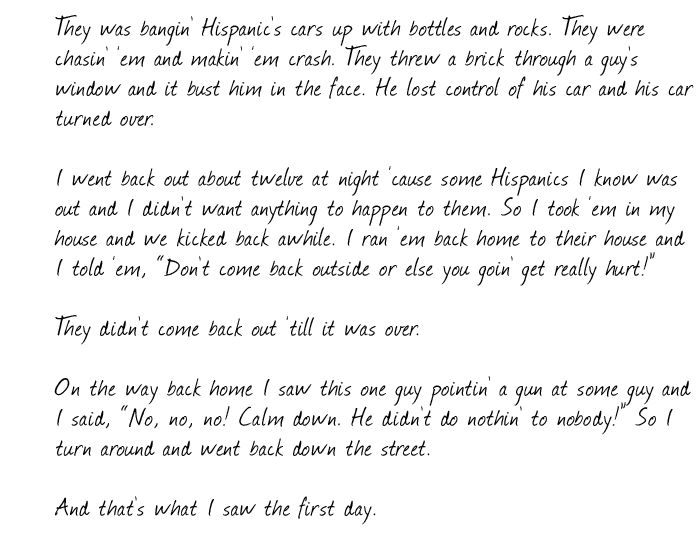 They was bangin' Hispanic's cars up with bottles and rocks. They were
chasin' 'em and makin' 'em crash. They threw a brick through a guy's
window and it bust him in the face. He lost control of his car and his car
turned over.

I went back out about twelve at night 'cause some Hispanics I know was
out and I didn't want anything to happen to them. So I took 'em in my
house and we kicked back awhile. I ran 'em back home to their house and
I told 'em, "Don't come back outside or else you goin' get really hurt!"

They didn't come back out 'till it was over.

On the way back home I saw this one guy pointin' a gun at some guy and
I said, "No, no, no! Calm down. He didn't do nothin' to nobody!" So I
turn around and went back down the street.

And that's what I saw the first day.